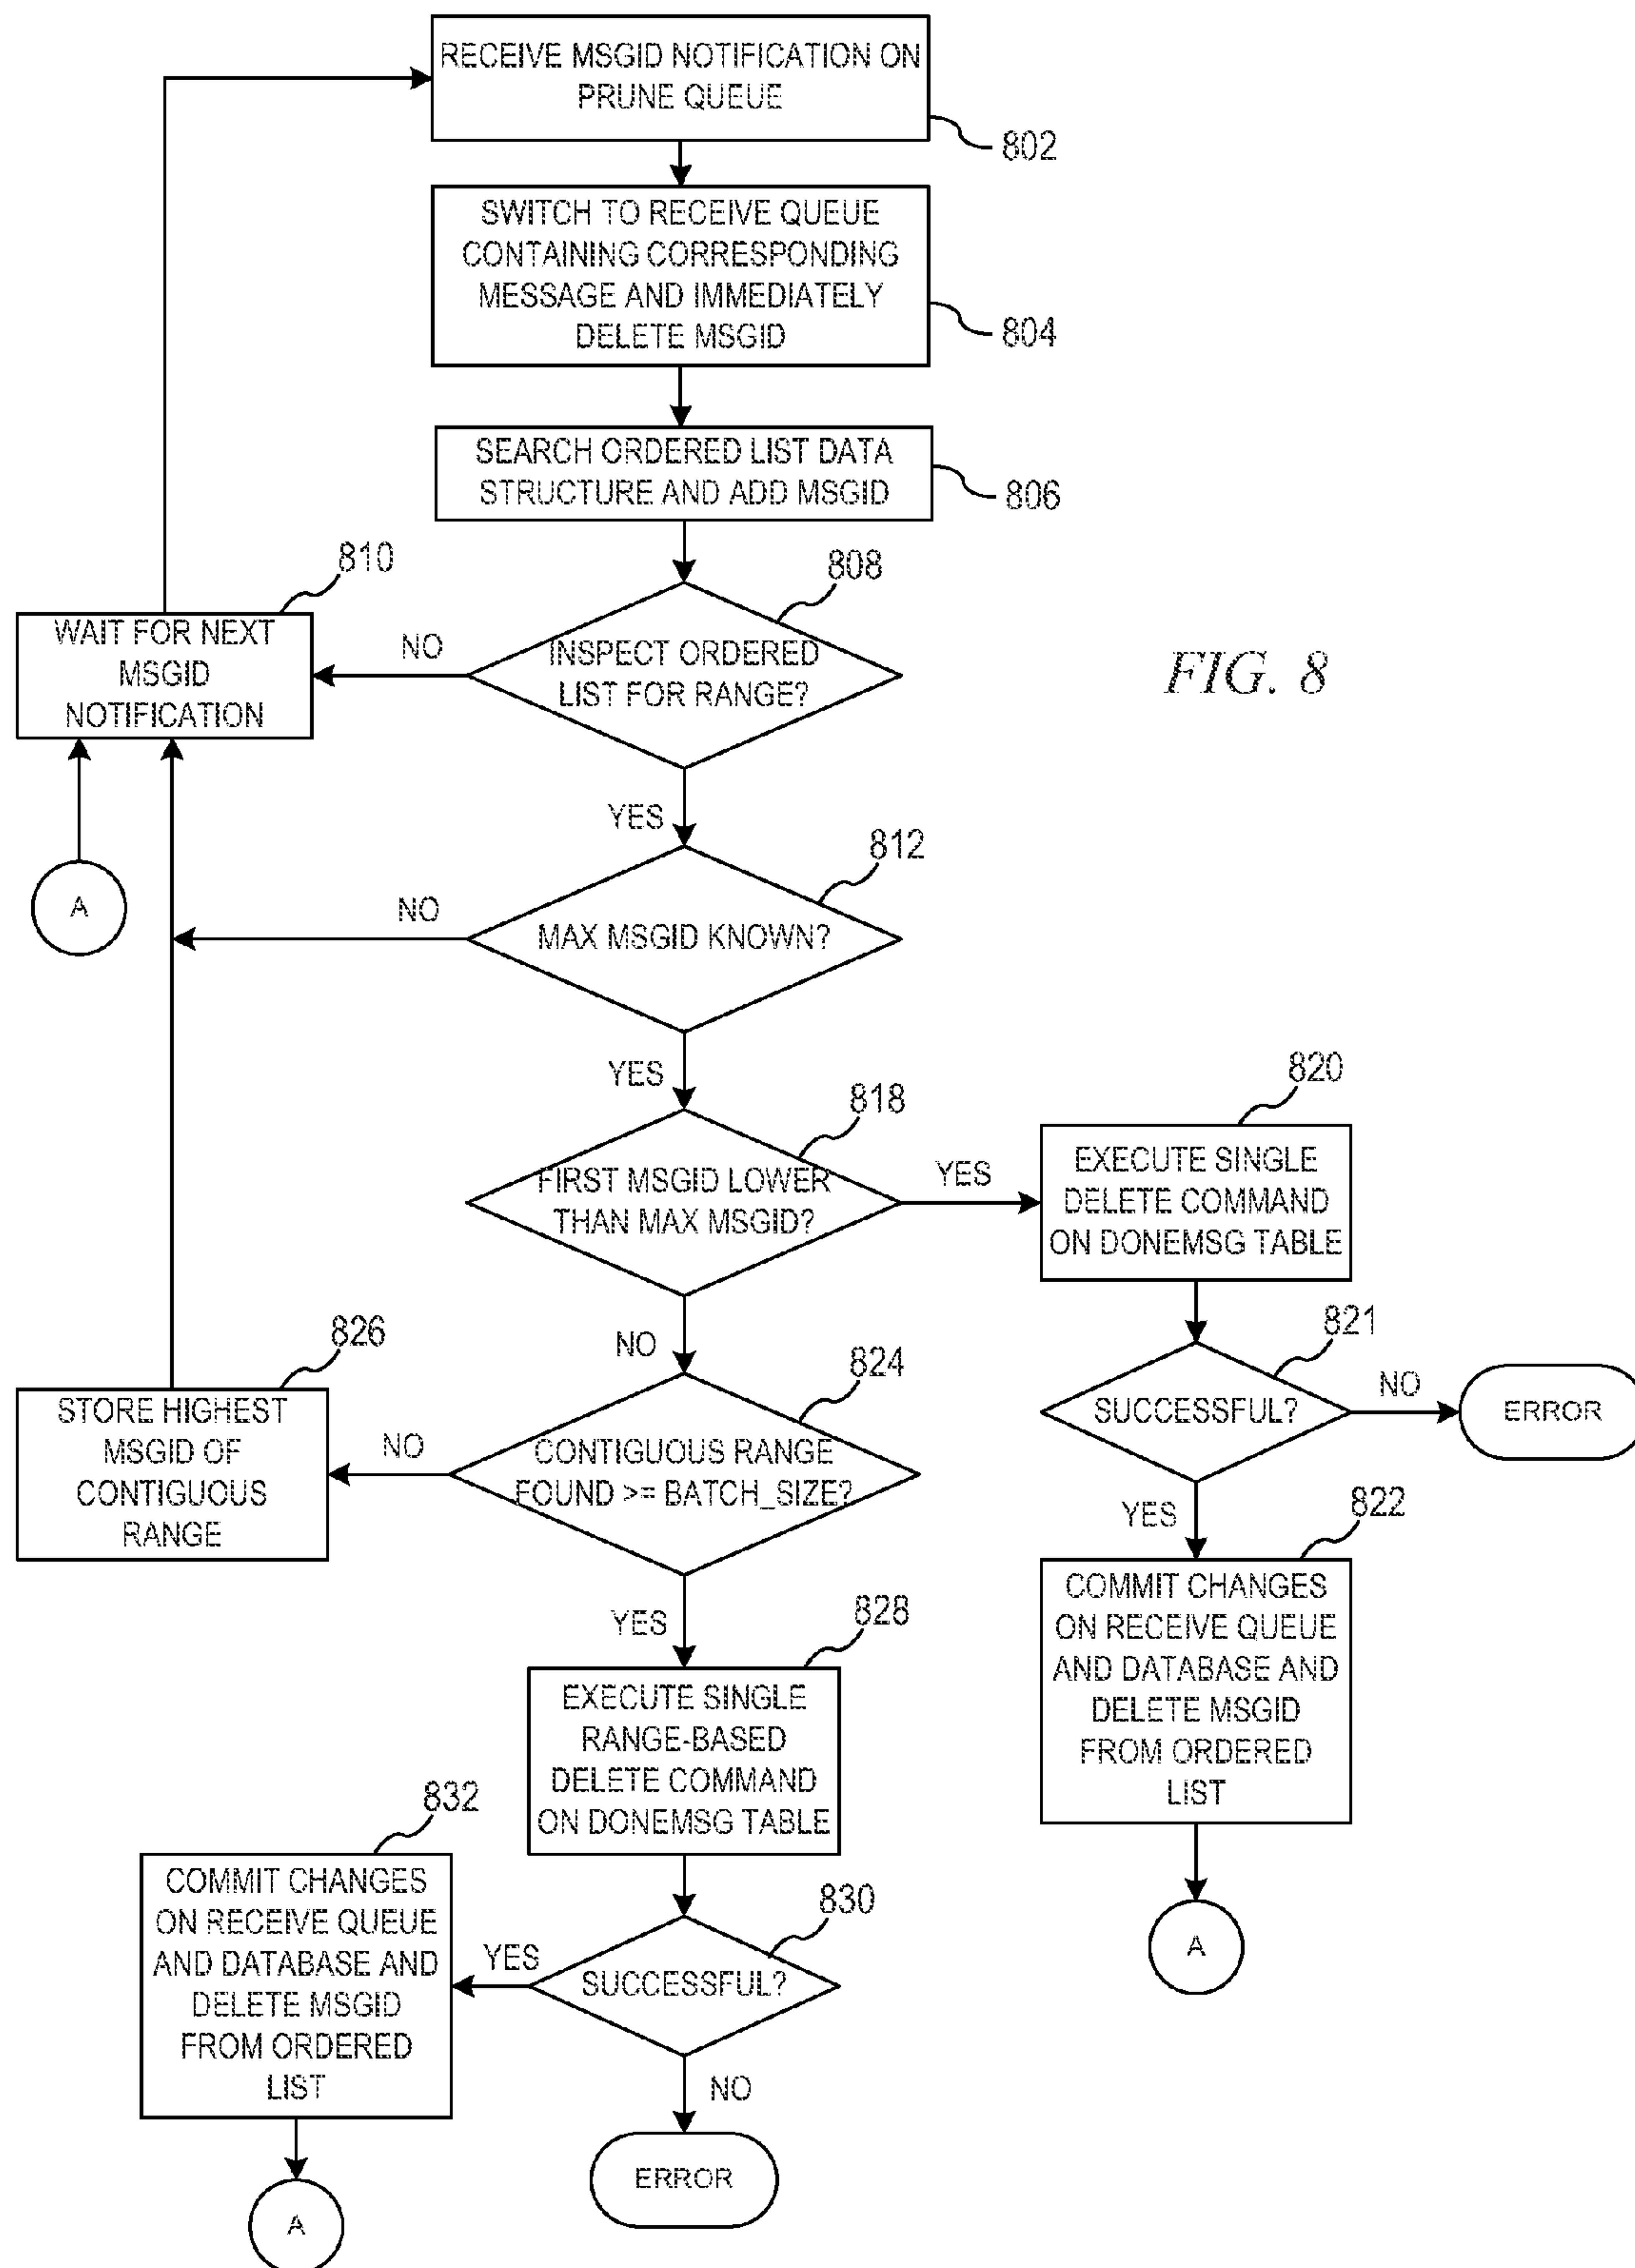 RECEIVE MSGID NOTIFICATION ON
PRUNE QUEUE
802
SWITCH TO RECEIVE QUEUE
CONTAINING CORRESPONDING
MESSAGE AND IMMEDIATELY
DELETE MSGID
804
SEARCH ORDERED LIST DATA
STRUCTURE AND ADD MSGID
806
810
808
WAIT FOR NEXT
MSGID
NOTIFICATION
NO
INSPECT ORDERED
LIST FOR RANGE?
FIG. 8
YES
812
A
NO
MAX MSGID KNOWN?
YES
818
820
FIRST MSGID LOWER
THAN MAX MSGID?
YES
EXECUTE SINGLE
DELETE COMMAND
ON DONEMSG TABLE
821
SUCCESSFUL?
NO
ERROR
YES
822
COMMIT CHANGES
ON RECEIVE QUEUE
AND DATABASE AND
DELETE MSGID
FROM ORDERED
LIST
A
NO
824
826
STORE HIGHEST
MSGID OF
CONTIGUOUS
RANGE
NO
CONTIGUOUS RANGE
FOUND >= BATCH_SIZE?
YES
828
EXECUTE SINGLE
RANGE-BASED
DELETE COMMAND
ON DONEMSG TABLE
832
830
COMMIT CHANGES
ON RECEIVE QUEUE
AND DATABASE AND
DELETE MSGID
FROM ORDERED
LIST
YES
SUCCESSFUL?
NO
ERROR
A